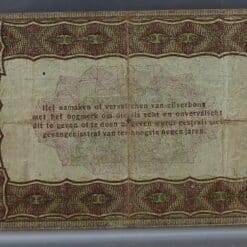 Het namaken of vervalschen van zilverbons
met het oogmerk om die als echt en onvervalscht
uit te geven of te doen uitgeven wordt gestraft met
gevangenisstraf van ten hoogste negen jaren.